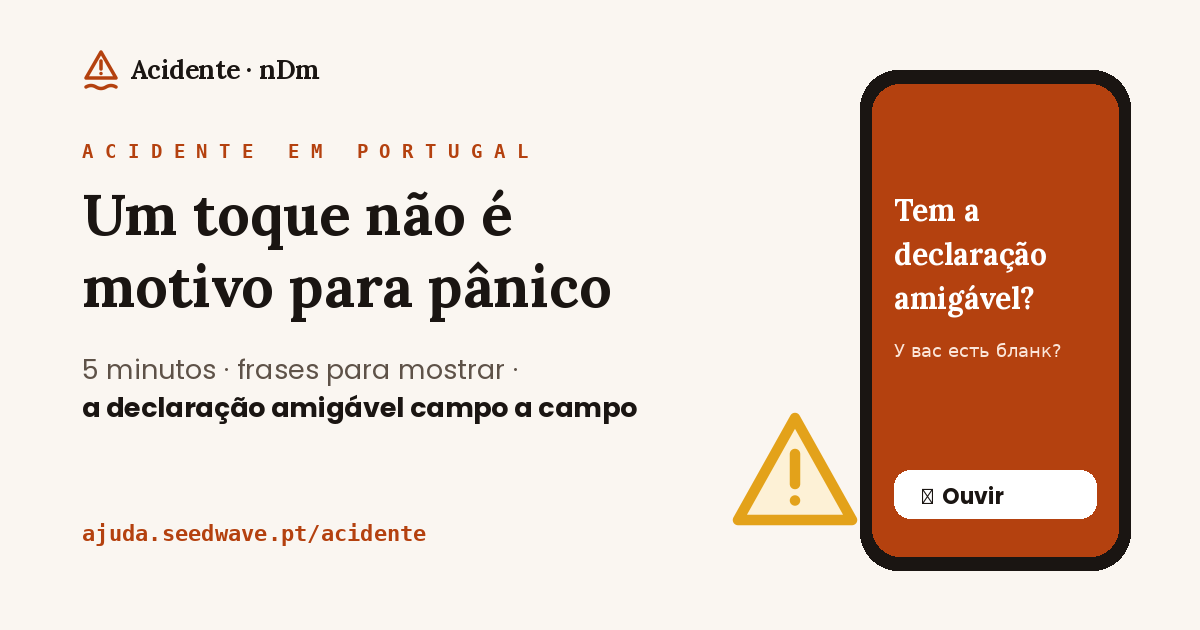 Acidente · nDm
ACIDENTE EM PORTUGAL
Um toque não é
motivo para pânico
5 minutos · frases para mostrar ·
a declaração amigável campo a campo
ajuda.seedwave.pt/acidente
Tem a
declaração
amigável?
У вас есть бланк?
Ouvir